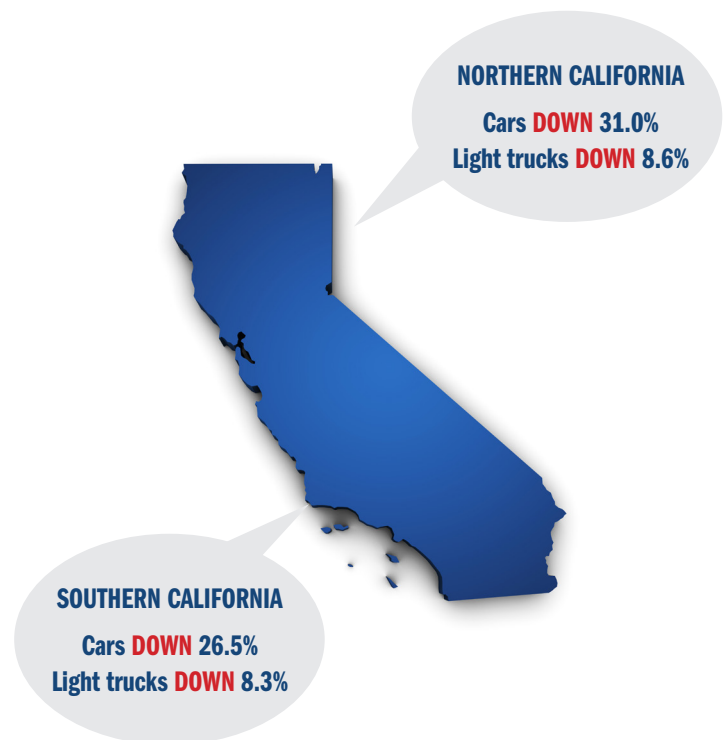 NORTHERN CALIFORNIA
Cars DOWN 31.0%
Light trucks DOWN 8.6%
SOUTHERN CALIFORNIA
Cars DOWN 26.5%
Light trucks DOWN 8.3%